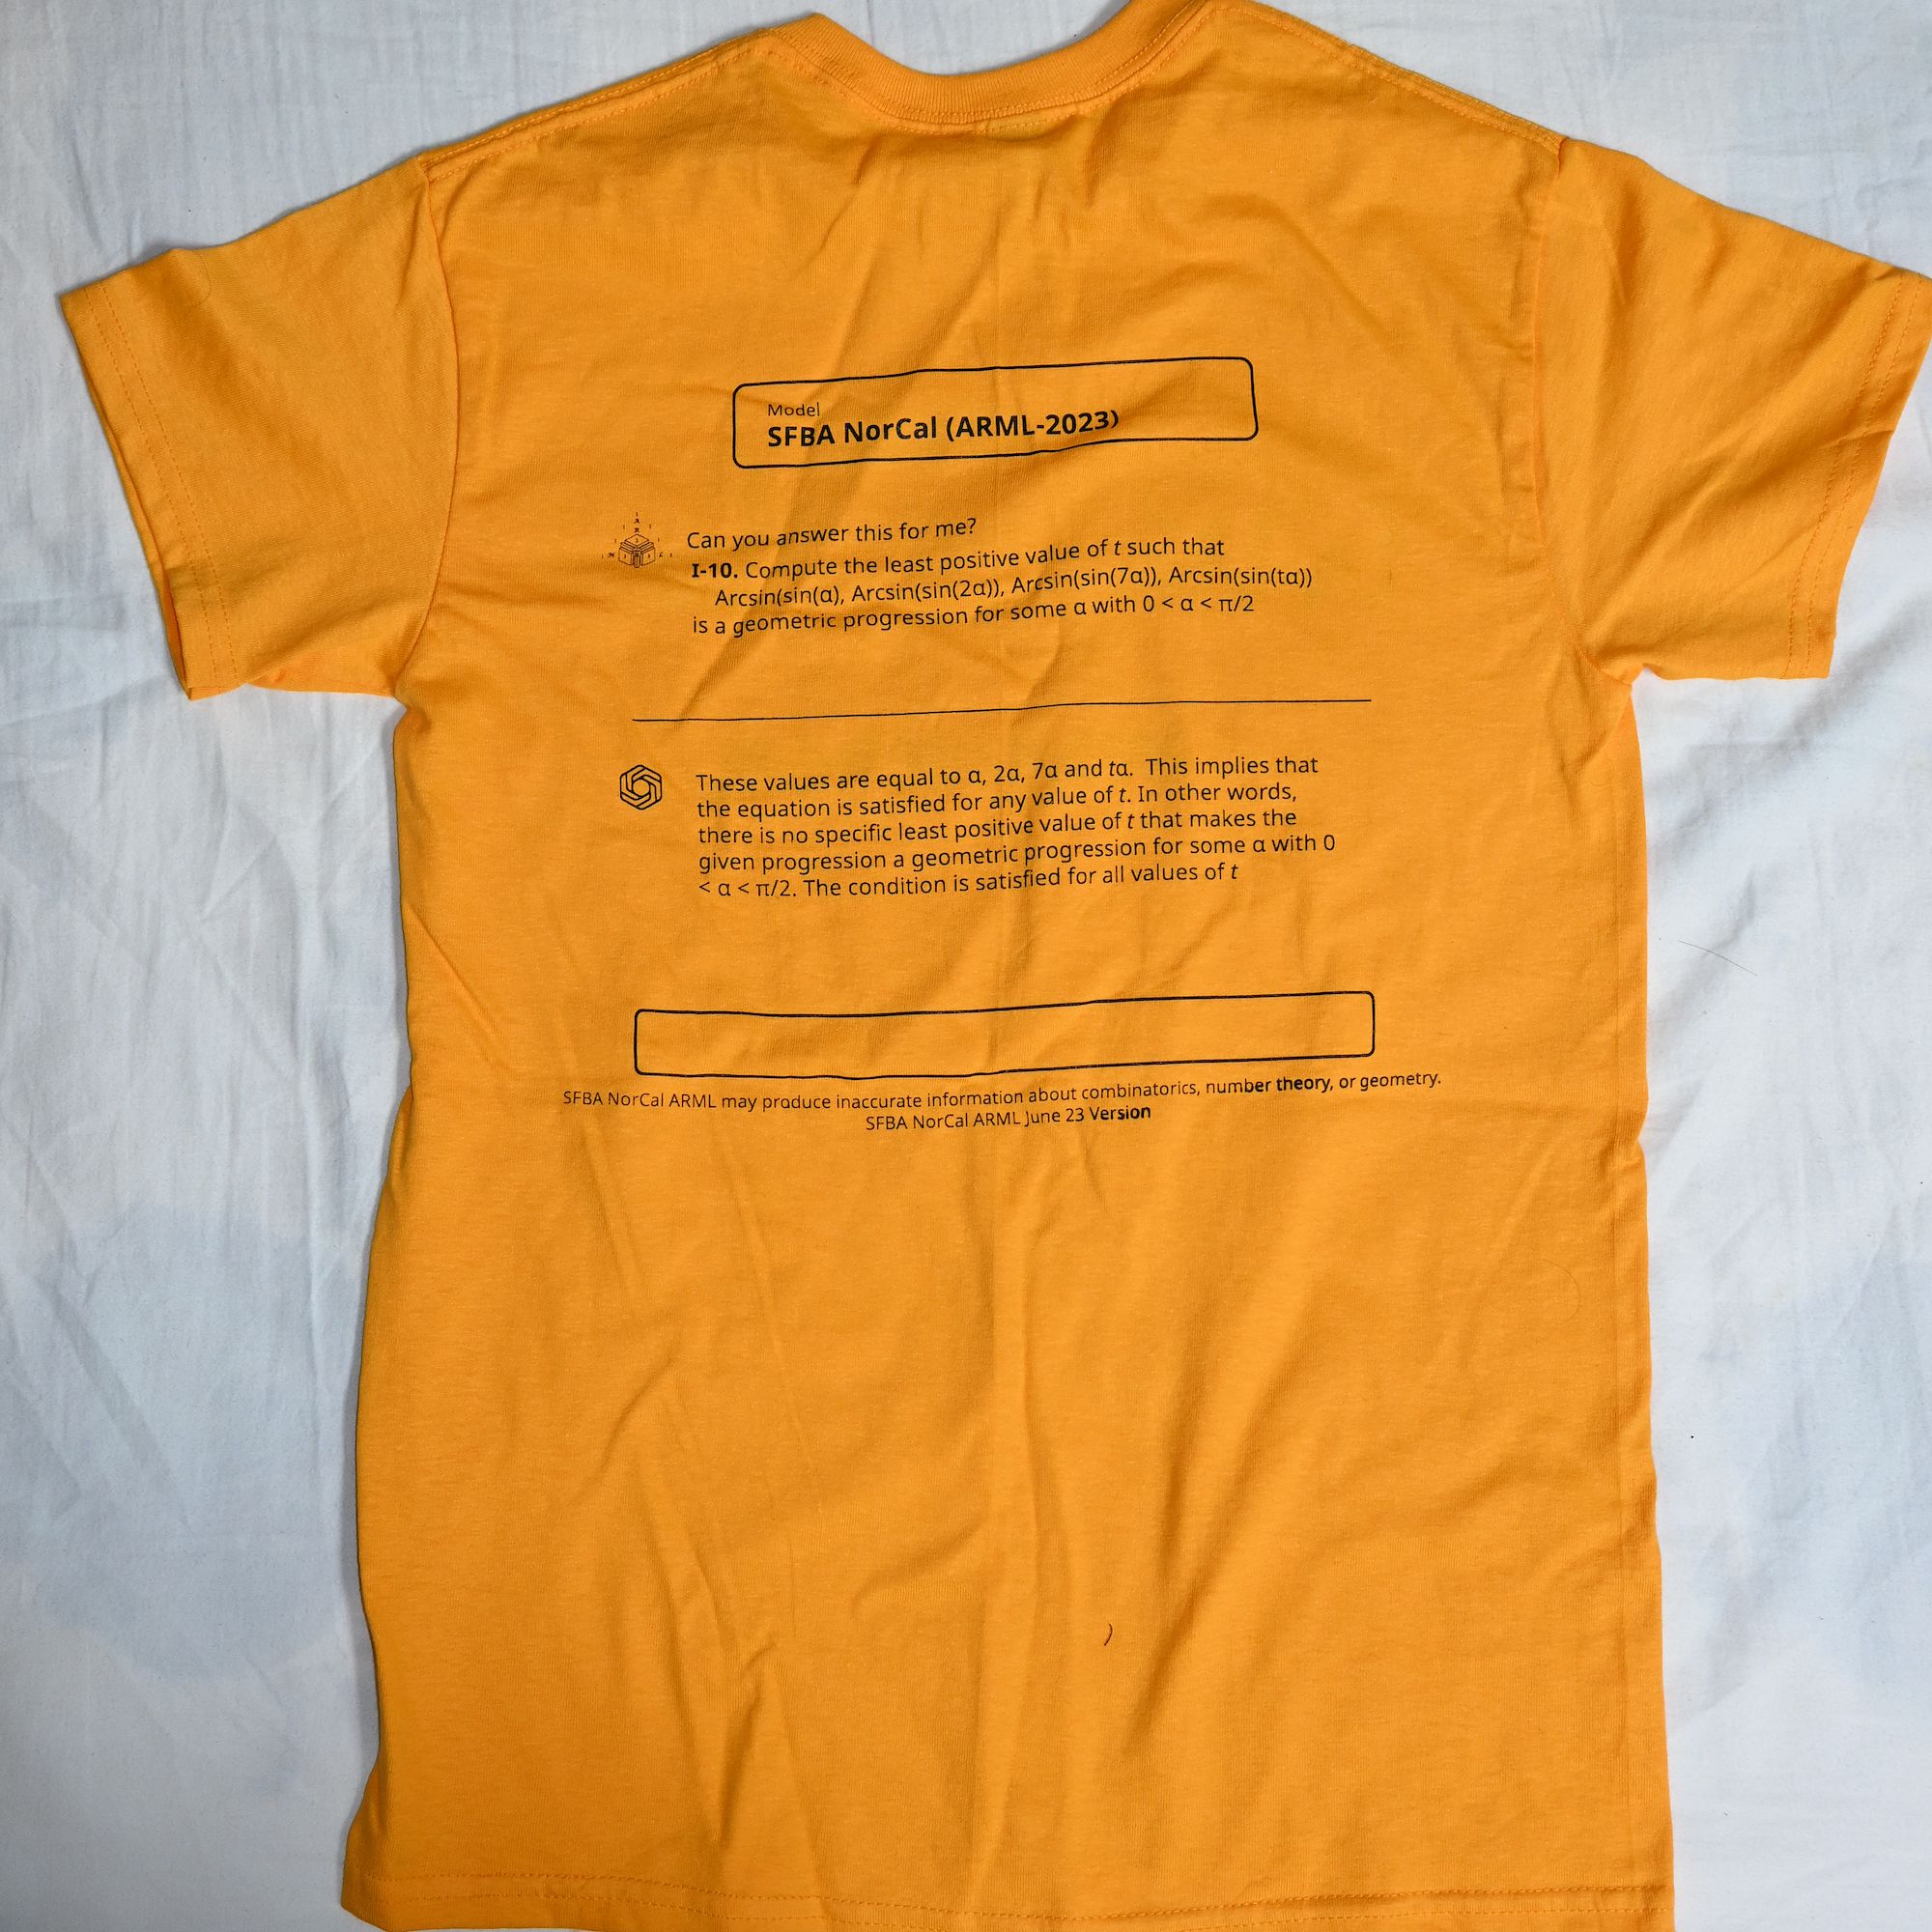 Model
SFBA NorCal (ARML-2023)
Can you answer this for me?
I-10. Compute the least positive value of t such that
Arcsin(sin(α), Arcsin(sin(2α)), Arcsin(sin(7α)), Arcsin(sin(tα))
is a geometric progression for some α with 0 < α < π/2
These values are equal to α, 2α, 7α and tα. This implies that
the equation is satisfied for any value of t. In other words,
there is no specific least positive value of t that makes the
given progression a geometric progression for some α with 0
< α < π/2. The condition is satisfied for all values of t
SFBA NorCal ARML may produce inaccurate information about combinatorics, number theory, or geometry.
SFBA NorCal ARML June 23 Version